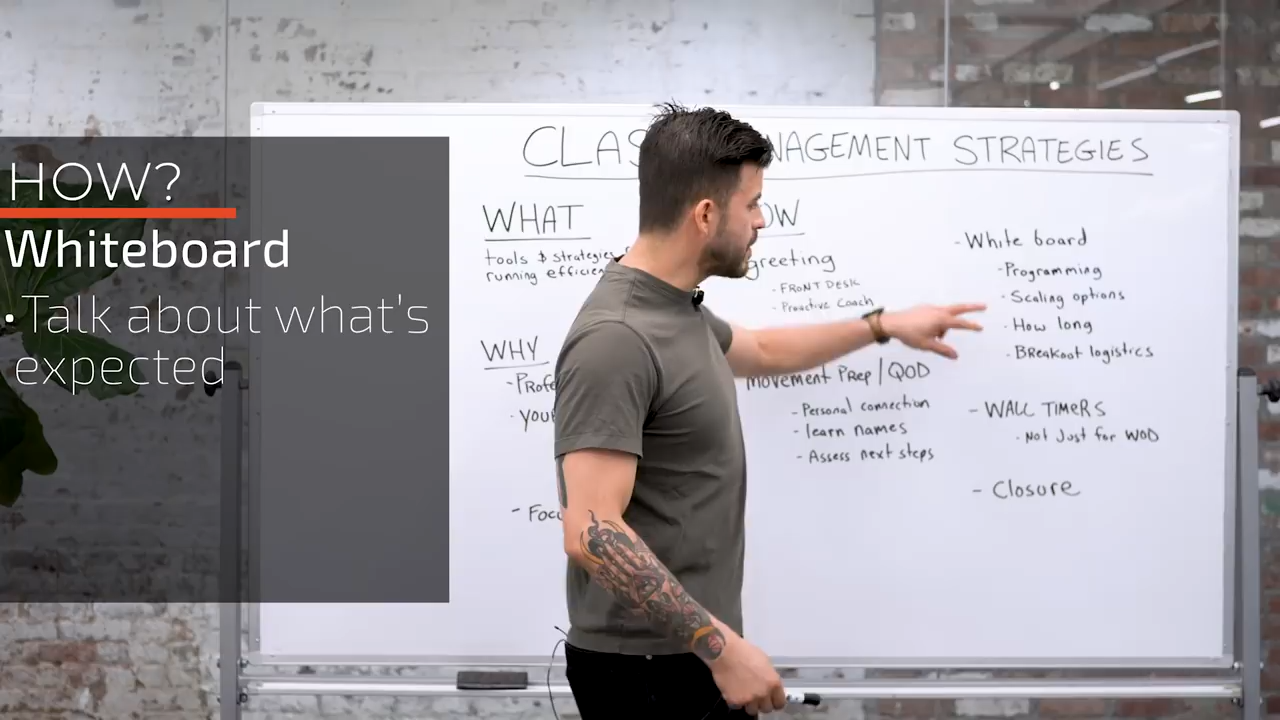 HOW?
Whiteboard
• Talk about what's
expected
CLAS NAGEMENT STRATEGIES
WHAT
tools & strategies
running efficien
WHY
- Profe
- your
- Focu
OW
greeting
- FRONT DESK
- Proactive Coach
Movement Prep / QOD
- Personal connection
- learn names
- Assess next steps
- White board
- Programming
- Scaling options
- How long
- Breakout logistics
- WALL TIMERS
- Not Just for WOD
- Closure